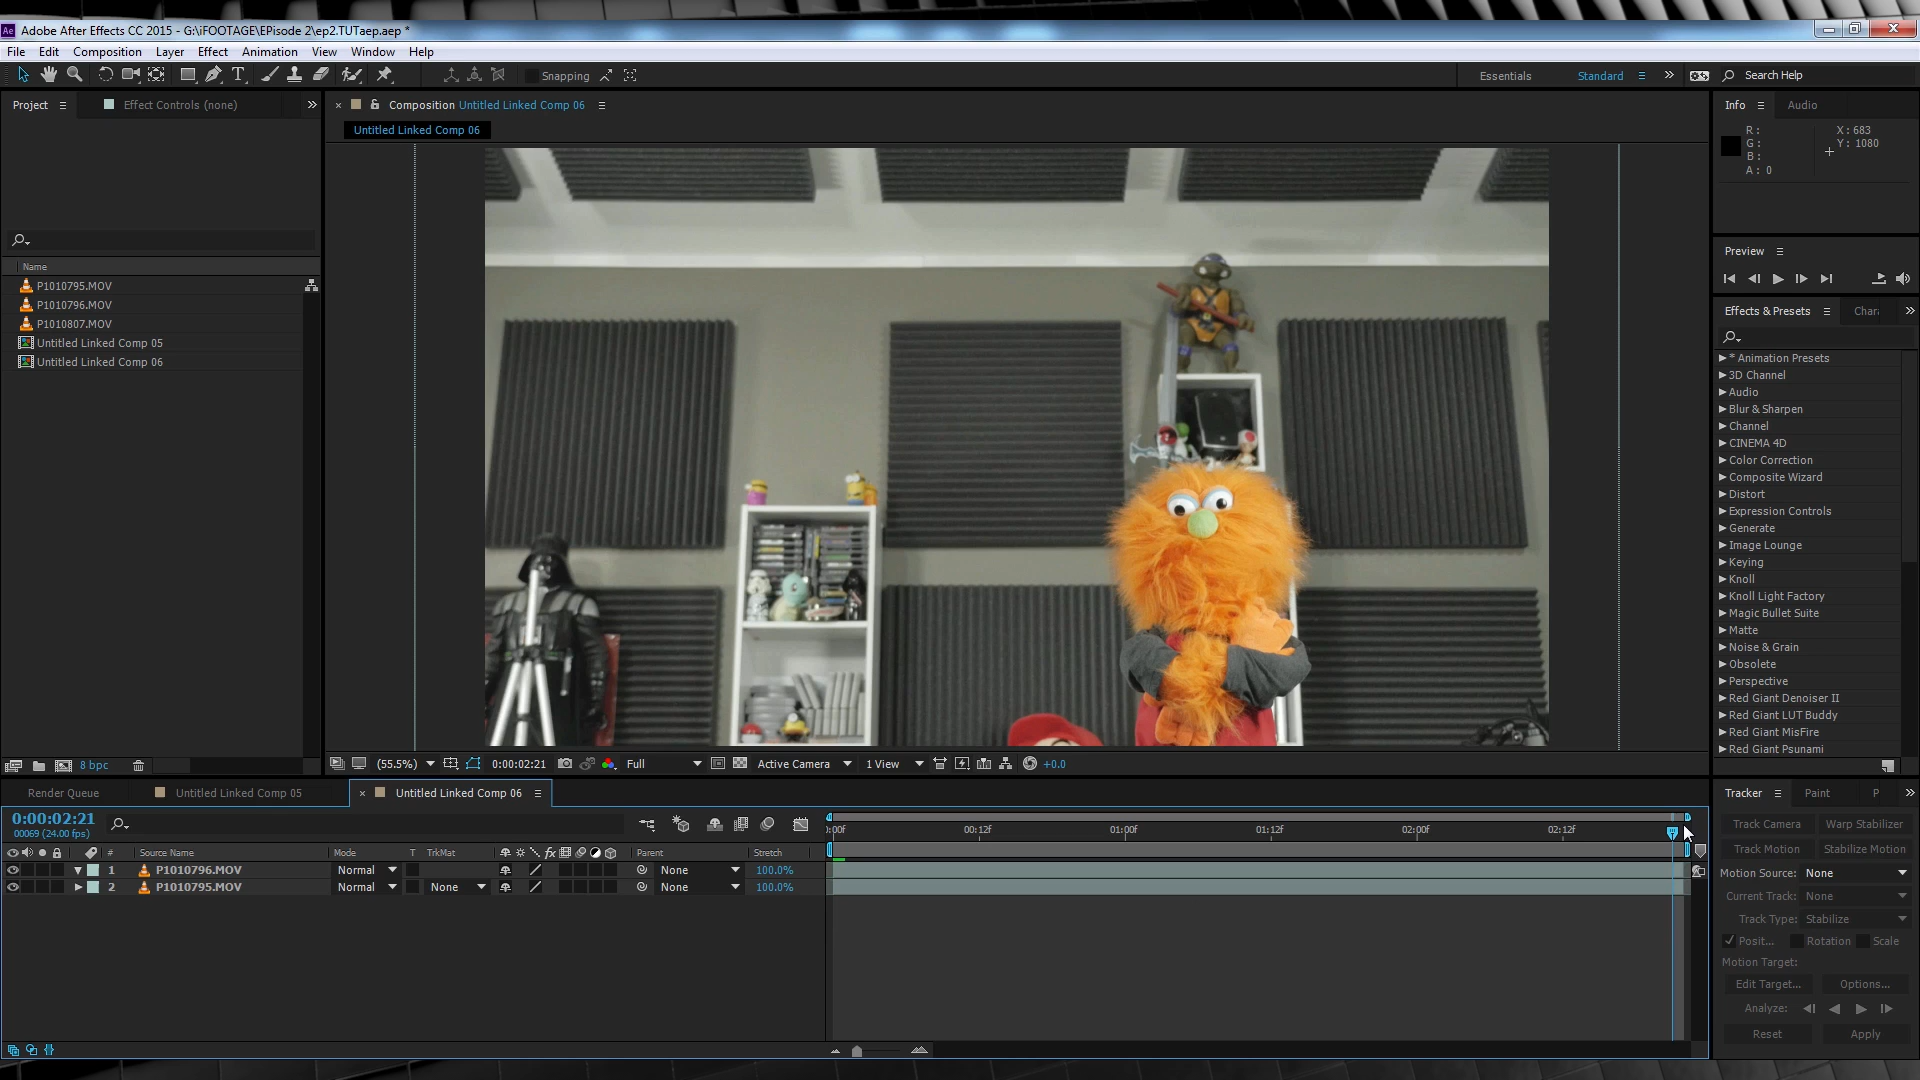 Ae Adobe After Effects CC 2015 - G:\iFOOTAGE\EPisode 2\ep2.TUTaep.aep *
File Edit Composition Layer Effect Animation View Window Help
Snapping
Essentials Standard Search Help
Project Effect Controls (none)
Composition Untitled Linked Comp 06
Untitled Linked Comp 06
Info Audio
R: X: 683
G: Y: 1080
B:
A: 0
Preview
Name
P1010795.MOV
P1010796.MOV
P1010807.MOV
Untitled Linked Comp 05
Untitled Linked Comp 06
8 bpc
Effects & Presets Chara
* Animation Presets
3D Channel
Audio
Blur & Sharpen
Channel
CINEMA 4D
Color Correction
Composite Wizard
Distort
Expression Controls
Generate
Image Lounge
Keying
Knoll
Knoll Light Factory
Magic Bullet Suite
Matte
Noise & Grain
Obsolete
Perspective
Red Giant Denoiser II
Red Giant LUT Buddy
Red Giant MisFire
Red Giant Psunami
(55.5%) 0:00:02:21 Full Active Camera 1 View +0.0
Render Queue Untitled Linked Comp 05 Untitled Linked Comp 06
0:00:02:21
00069 (24.00 fps)
):00f 00:12f 01:00f 01:12f 02:00f 02:12f
# Source Name Mode T TrkMat fx Parent Stretch
1 P1010796.MOV Normal None 100.0%
2 P1010795.MOV Normal None None 100.0%
Tracker Paint P
Track Camera Warp Stabilizer
Track Motion Stabilize Motion
Motion Source: None
Current Track: None
Track Type: Stabilize
Posit... Rotation Scale
Motion Target:
Edit Target... Options...
Analyze:
Reset Apply